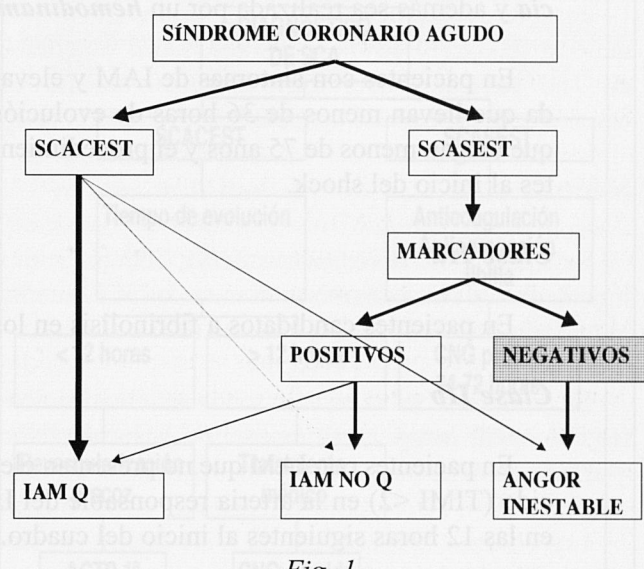 SÍNDROME CORONARIO AGUDO
SCACEST
SCASEST
MARCADORES
POSITIVOS
NEGATIVOS
IAM Q
IAM NO Q
ANGOR
INESTABLE
Fig. 1